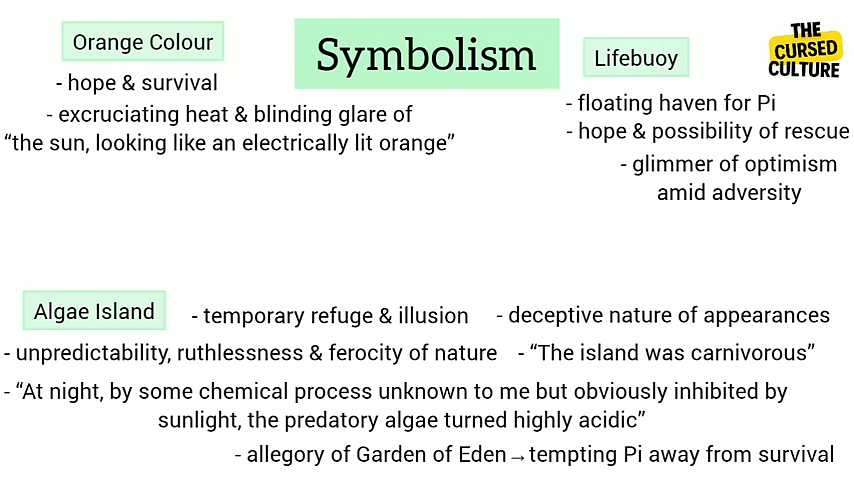 Symbolism
THE
CURSED
CULTURE
Orange Colour
- hope & survival
- excruciating heat & blinding glare of
“the sun, looking like an electrically lit orange”
Lifebuoy
- floating haven for Pi
- hope & possibility of rescue
- glimmer of optimism
amid adversity
Algae Island
- temporary refuge & illusion
- deceptive nature of appearances
- unpredictability, ruthlessness & ferocity of nature
- “The island was carnivorous”
- “At night, by some chemical process unknown to me but obviously inhibited by
sunlight, the predatory algae turned highly acidic”
- allegory of Garden of Eden→tempting Pi away from survival